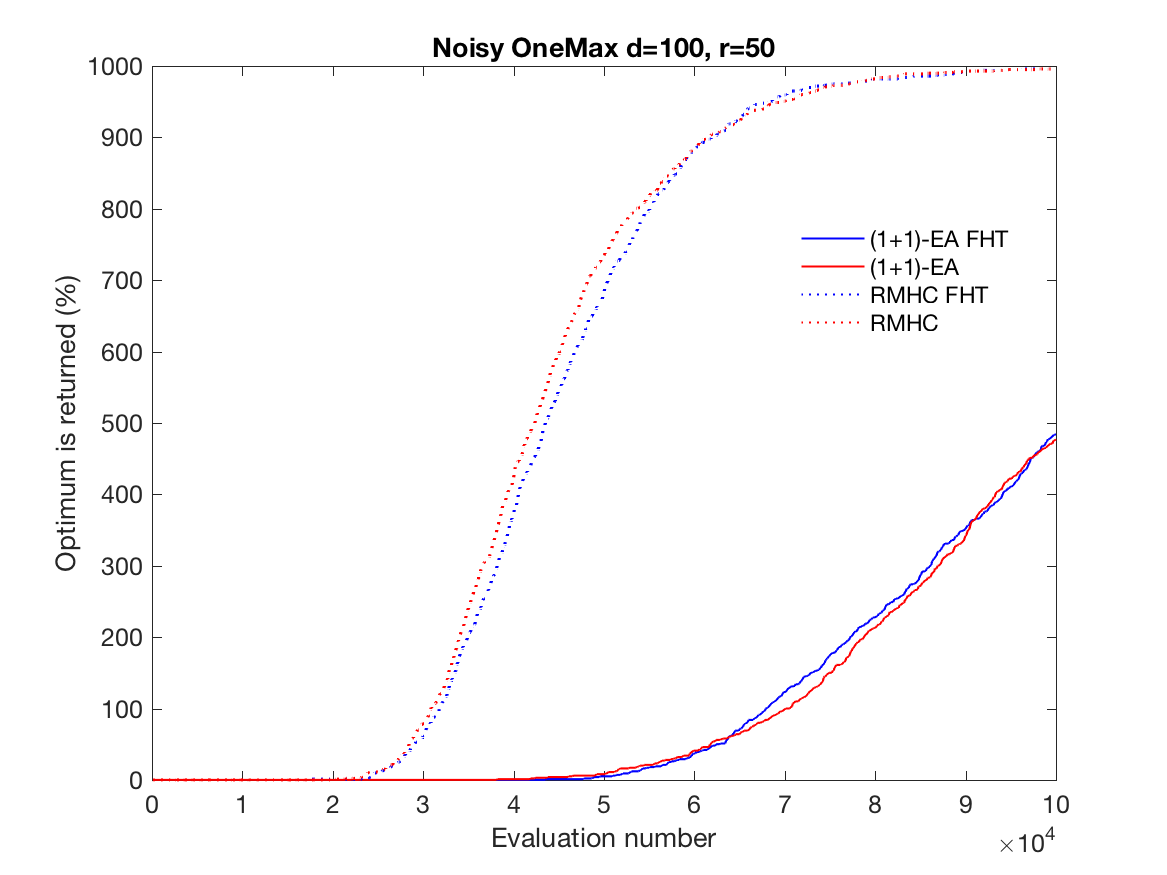 Noisy OneMax d=100, r=50
1000
900
800
700
600
500
400
300
200
100
0
Optimum is returned (%)
(1+1)-EA FHT
(1+1)-EA
RMHC FHT
RMHC
0 1 2 3 4 5 6 7 8 9 10
Evaluation number
×10⁴